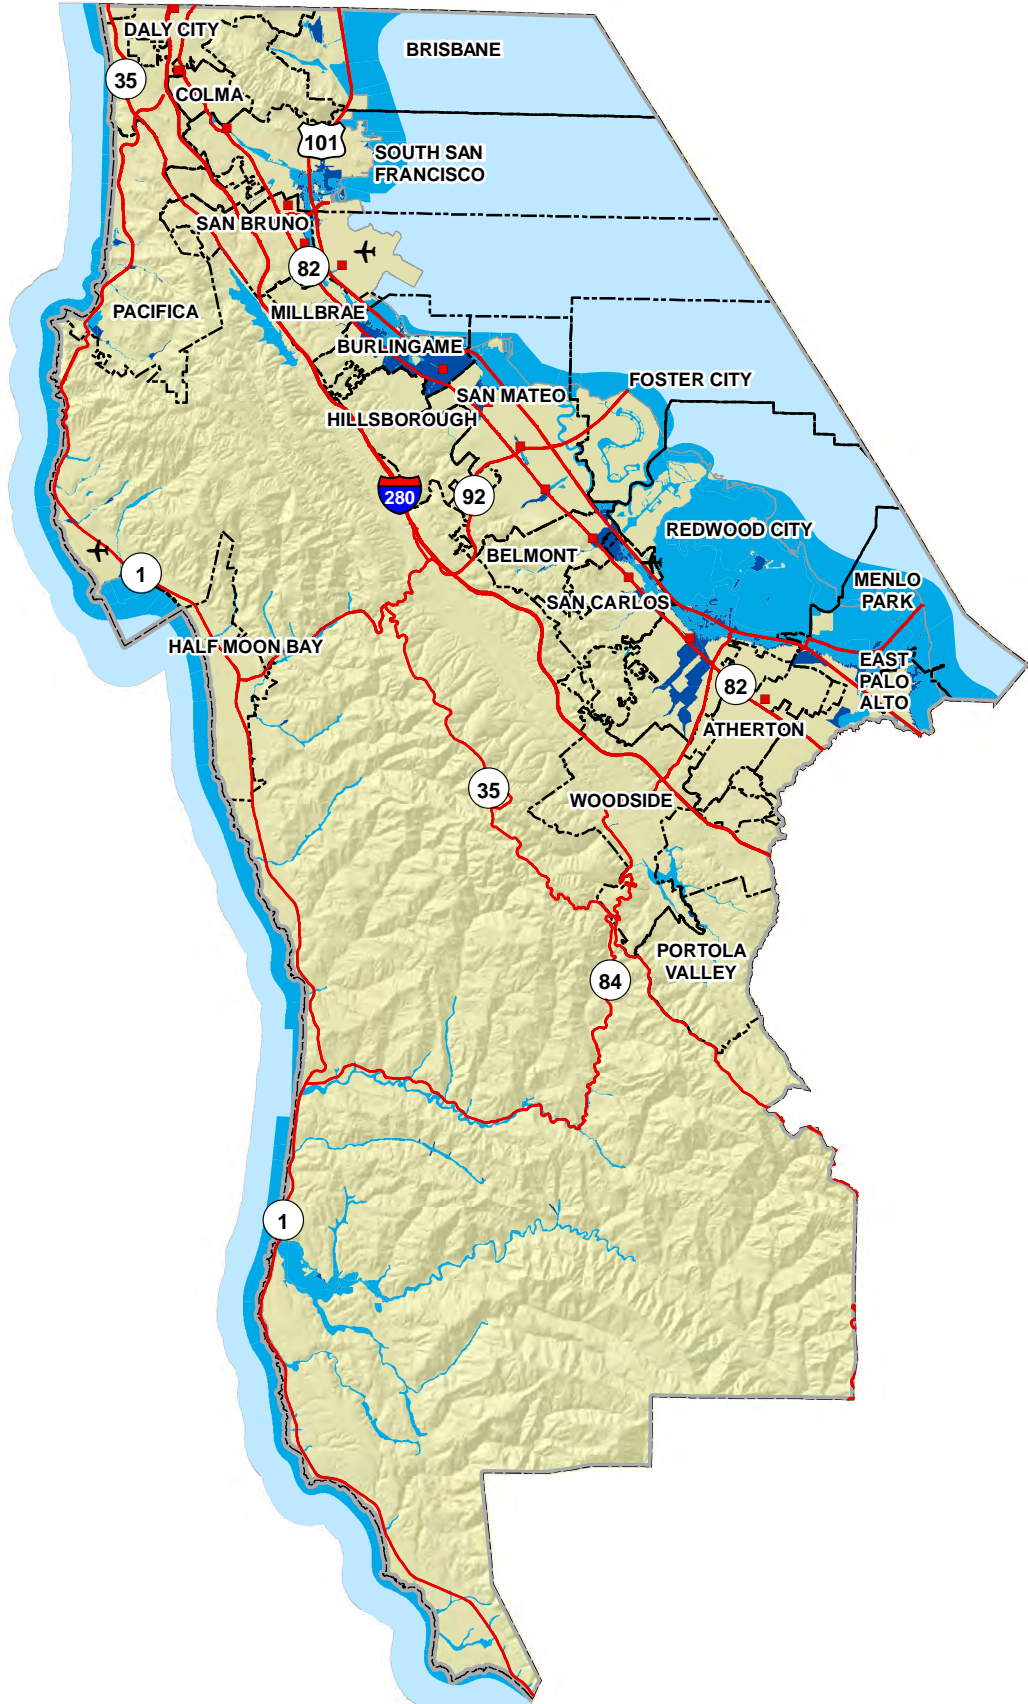 DALY CITY
BRISBANE
35
COLMA
101
SOUTH SAN
FRANCISCO
SAN BRUNO
82
PACIFICA
MILLBRAE
BURLINGAME
FOSTER CITY
SAN MATEO
HILLSBOROUGH
280
92
REDWOOD CITY
BELMONT
1
MENLO
PARK
SAN CARLOS
HALF MOON BAY
EAST
PALO
ALTO
82
ATHERTON
35
WOODSIDE
PORTOLA
VALLEY
84
1